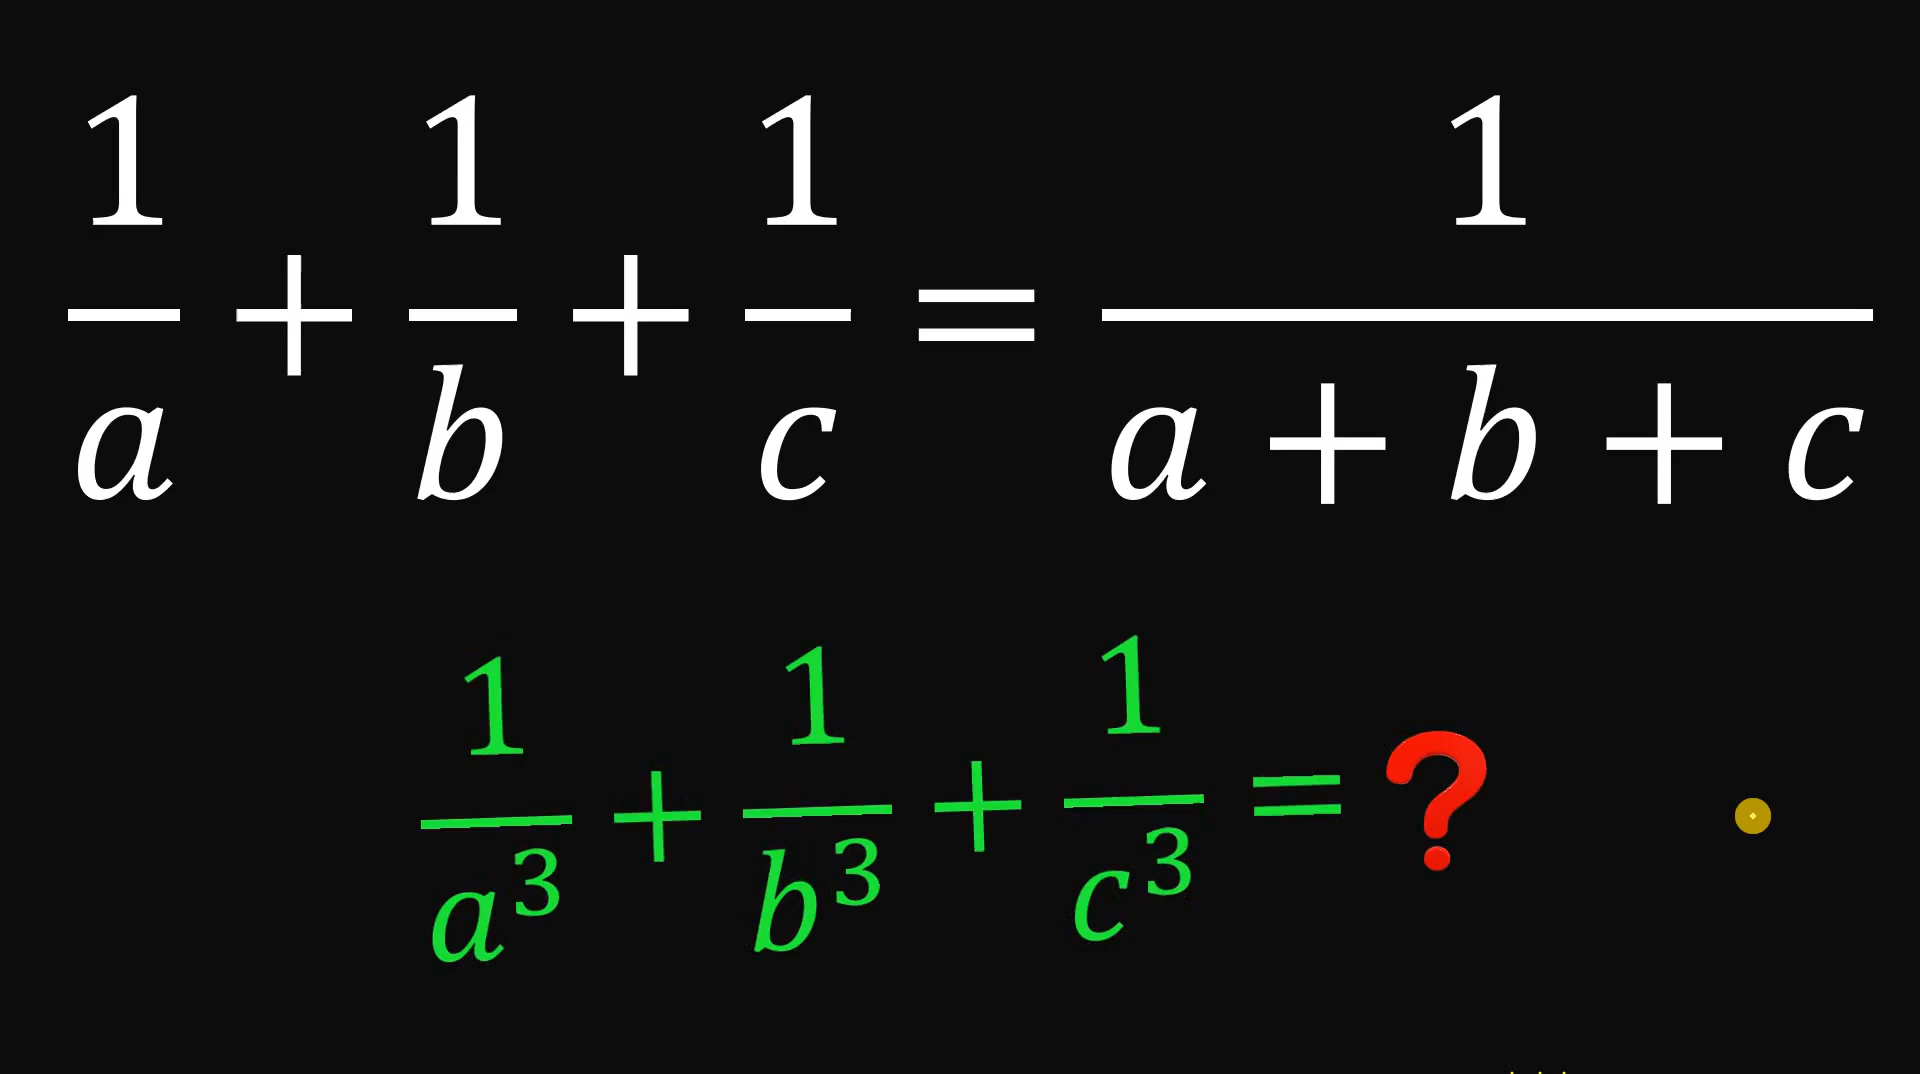 1/a + 1/b + 1/c = 1/(a + b + c)
1/a³ + 1/b³ + 1/c³ = ❓